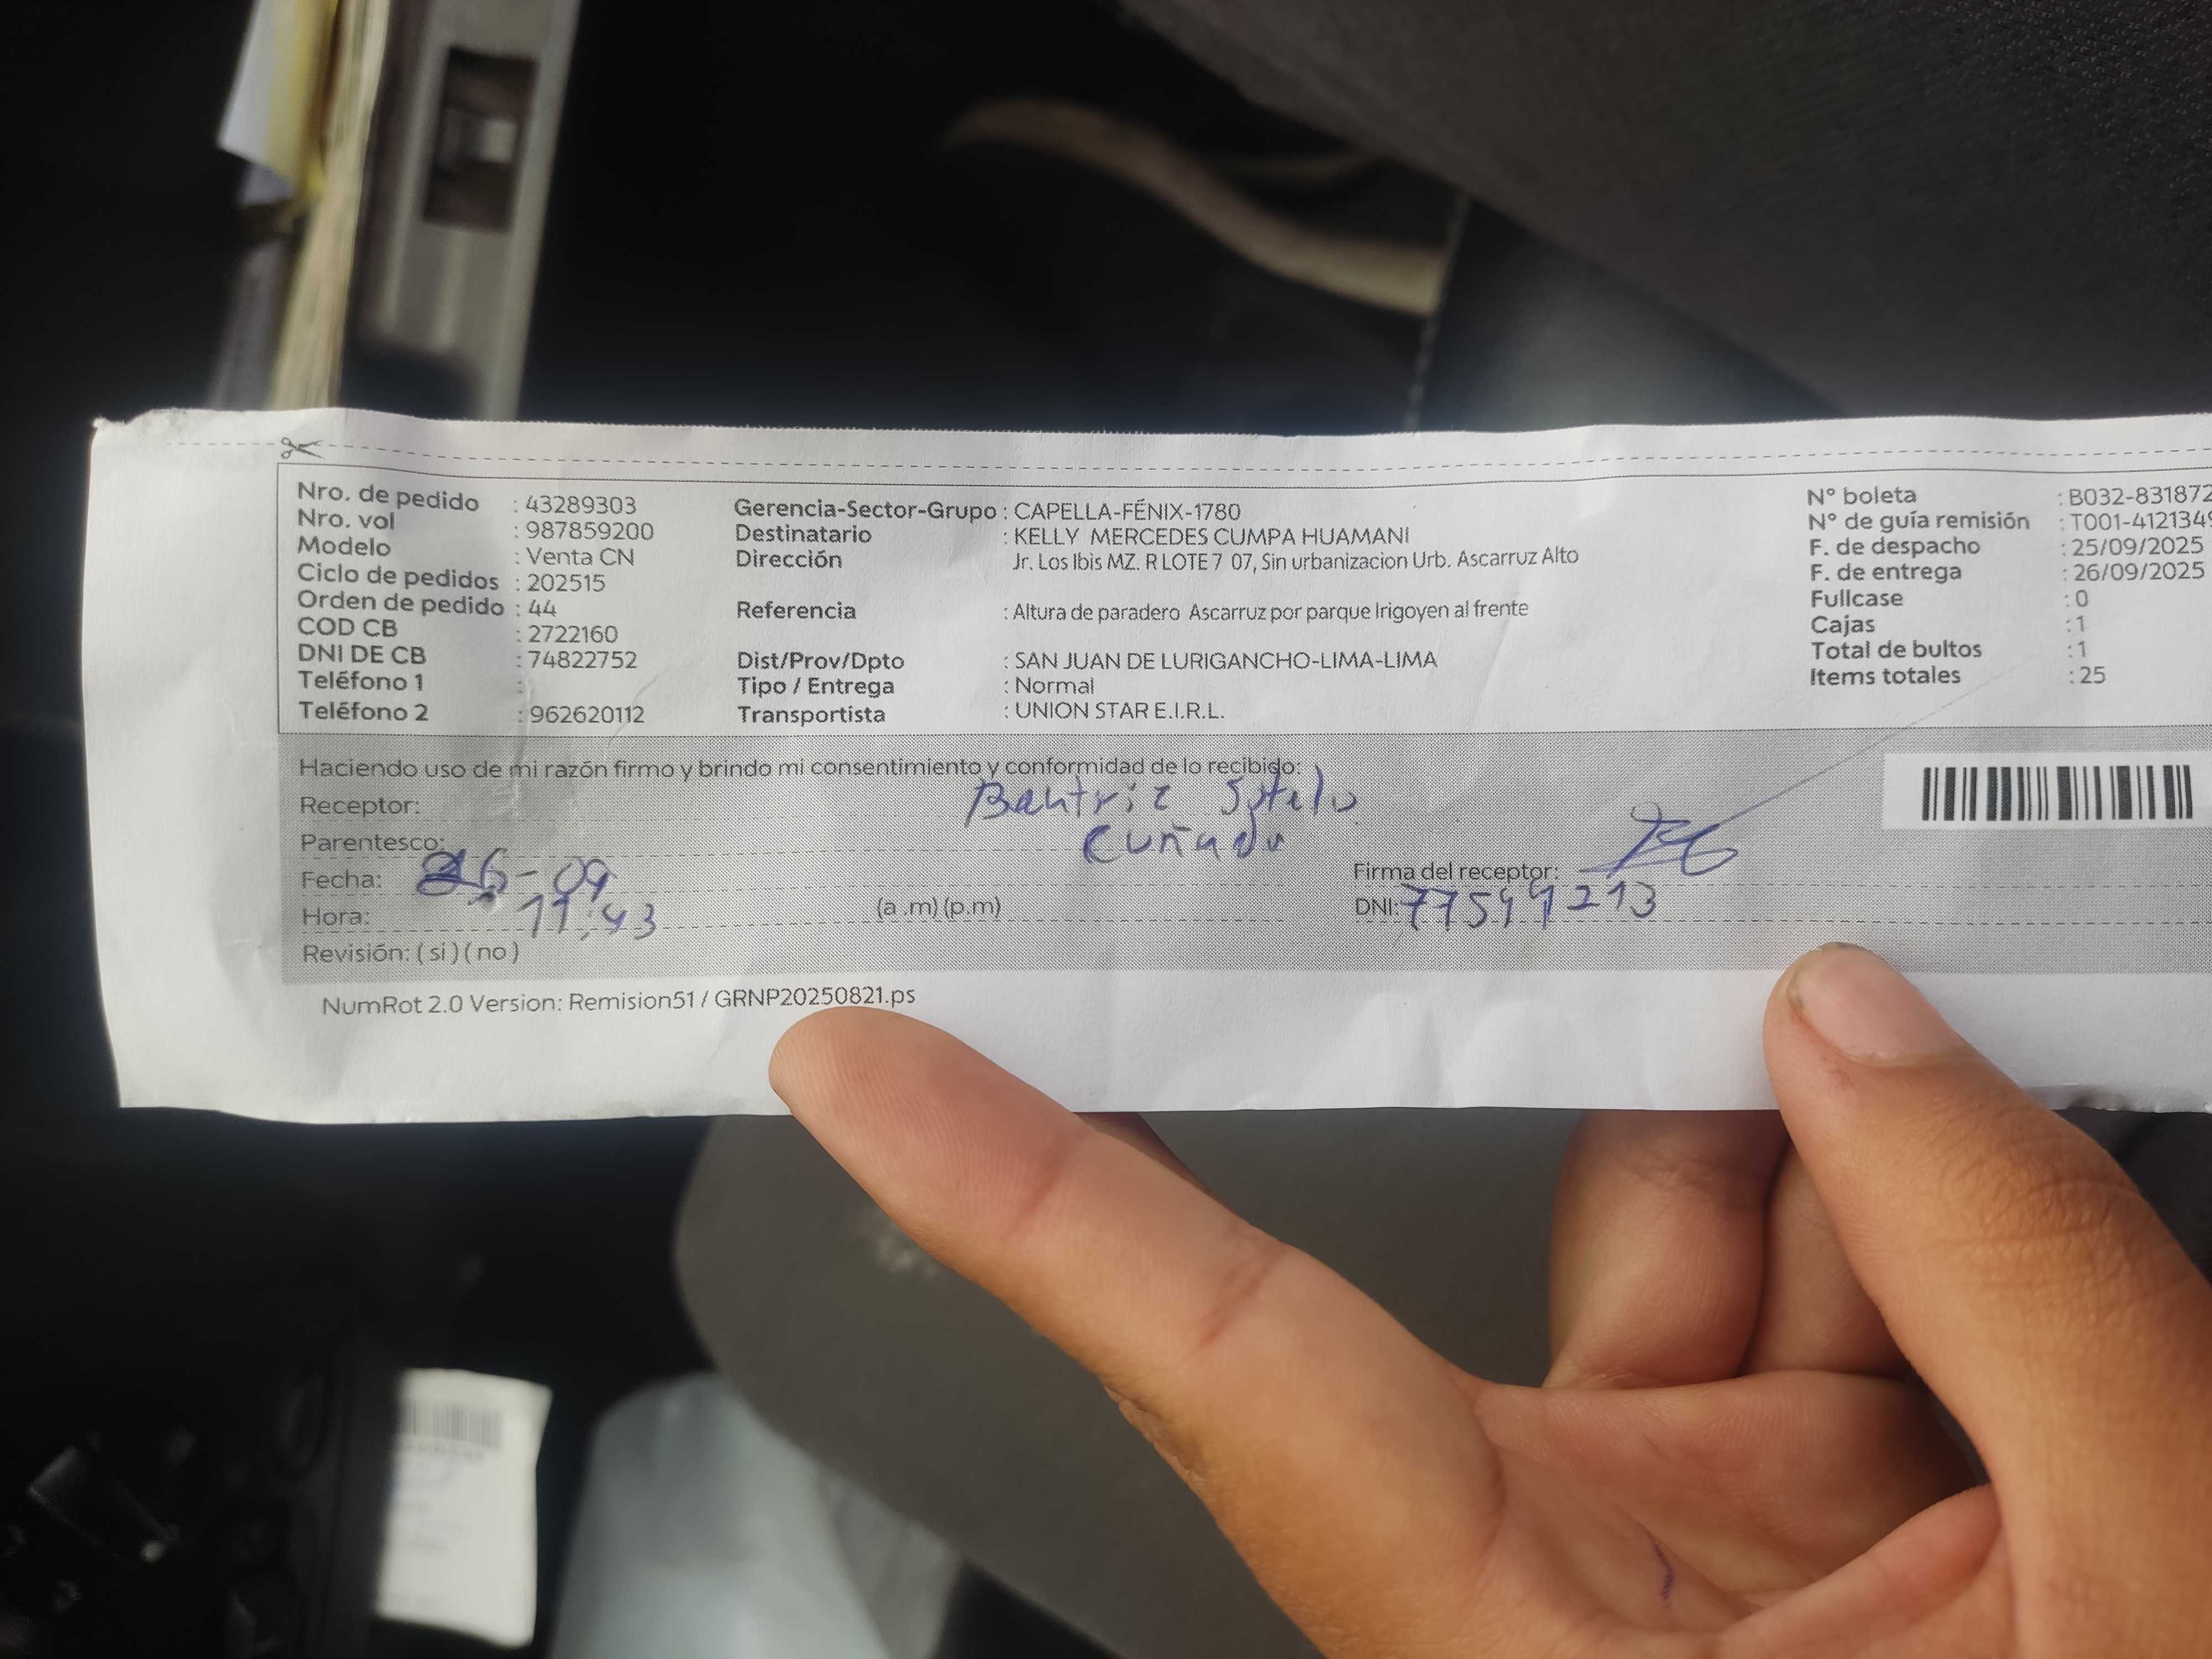 Nro. de pedido : 43289303
Nro. vol : 987859200
Modelo : Venta CN
Ciclo de pedidos : 202515
Orden de pedido : 44
COD CB : 2722160
DNI DE CB : 74822752
Teléfono 1 :
Teléfono 2 : 962620112
Gerencia-Sector-Grupo : CAPELLA-FÉNIX-1780
Destinatario : KELLY MERCEDES CUMPA HUAMANI
Dirección Jr. Los Ibis MZ. R LOTE 7 07, Sin urbanizacion Urb. Ascarruz Alto
Referencia : Altura de paradero Ascarruz por parque Irigoyen al frente
Dist/Prov/Dpto : SAN JUAN DE LURIGANCHO-LIMA-LIMA
Tipo / Entrega : Normal
Transportista : UNION STAR E.I.R.L.
N° boleta : B032-831872
N° de guía remisión : T001-4121349
F. de despacho : 25/09/2025
F. de entrega : 26/09/2025
Fullcase : 0
Cajas : 1
Total de bultos : 1
Items totales : 25
Haciendo uso de mi razón firmo y brindo mi consentimiento y conformidad de lo recibido:
Receptor: Beatriz Sotelo
Parentesco: Cuñada
Fecha: 26-09
Firma del receptor:
Hora: 11:43 (a .m) (p.m)
DNI:
Revisión: ( si ) ( no )
NumRot 2.0 Version: Remision51 / GRNP20250821.ps